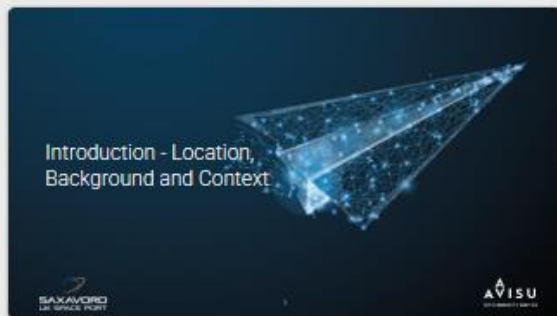 Introduction - Location,
Background and Context
SAXAVORD
UK SPACE PORT
AVISU